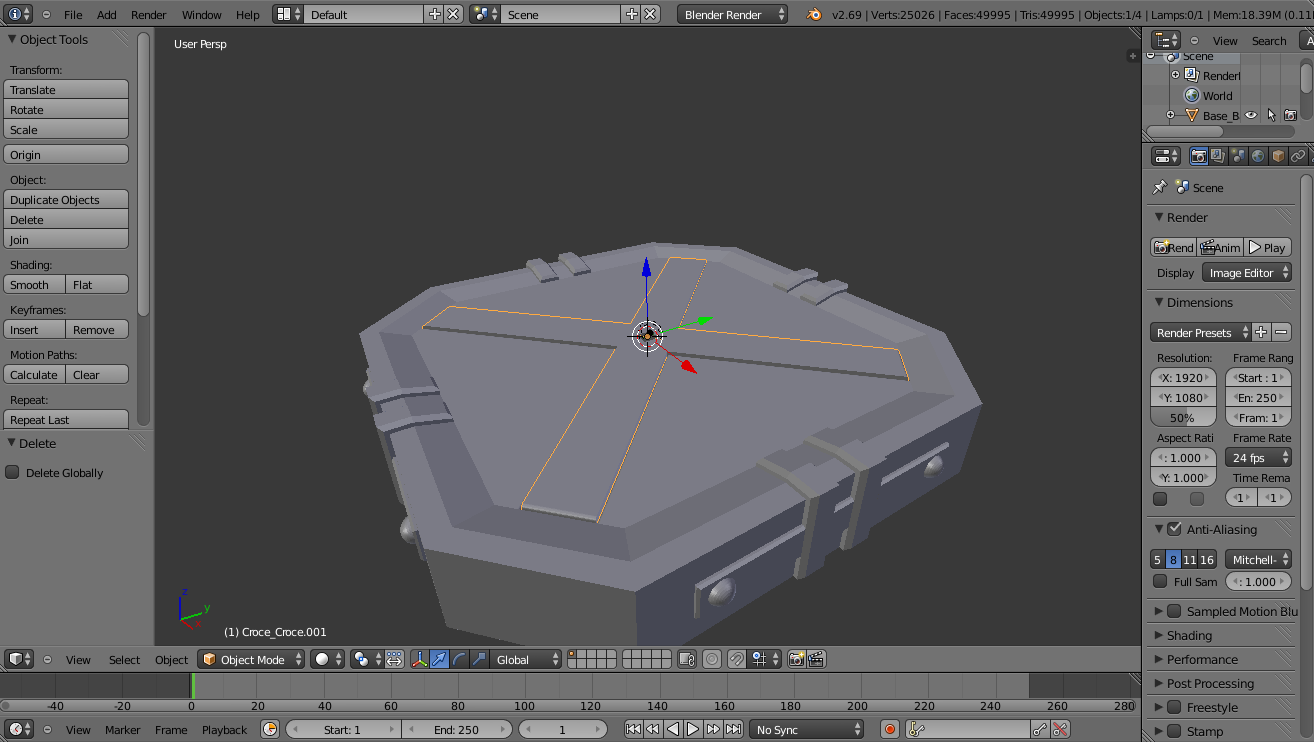 File Add Render Window Help Default Scene Blender Render v2.69 | Verts:25026 | Faces:49995 | Tris:49995 | Objects:1/4 | Lamps:0/1 | Mem:18.39M (0.11
Object Tools
Transform:
Translate
Rotate
Scale
Origin
Object:
Duplicate Objects
Delete
Join
Shading:
Smooth Flat
Keyframes:
Insert Remove
Motion Paths:
Calculate Clear
Repeat:
Repeat Last
Delete
Delete Globally
User Persp
z
y
x
(1) Croce_Croce.001
View Select Object Object Mode Global
-40 -20 0 20 40 60 80 100 120 140 160 180 200 220 240 260 280
View Marker Frame Playback Start: 1 End: 250 1 No Sync
View Search A
Scene
Renderl
World
Base_B
Scene
Render
Rend Anim Play
Display Image Editor
Dimensions
Render Presets
Resolution: Frame Rang
X: 1920 Start : 1
Y: 1080 En: 250
50% Fram: 1
Aspect Rati Frame Rate
: 1.000 24 fps
Y: 1.000 Time Rema
1 1
Anti-Aliasing
5 8 11 16 Mitchell-
Full Sam : 1.000
Sampled Motion Blu
Shading
Performance
Post Processing
Freestyle
Stamp